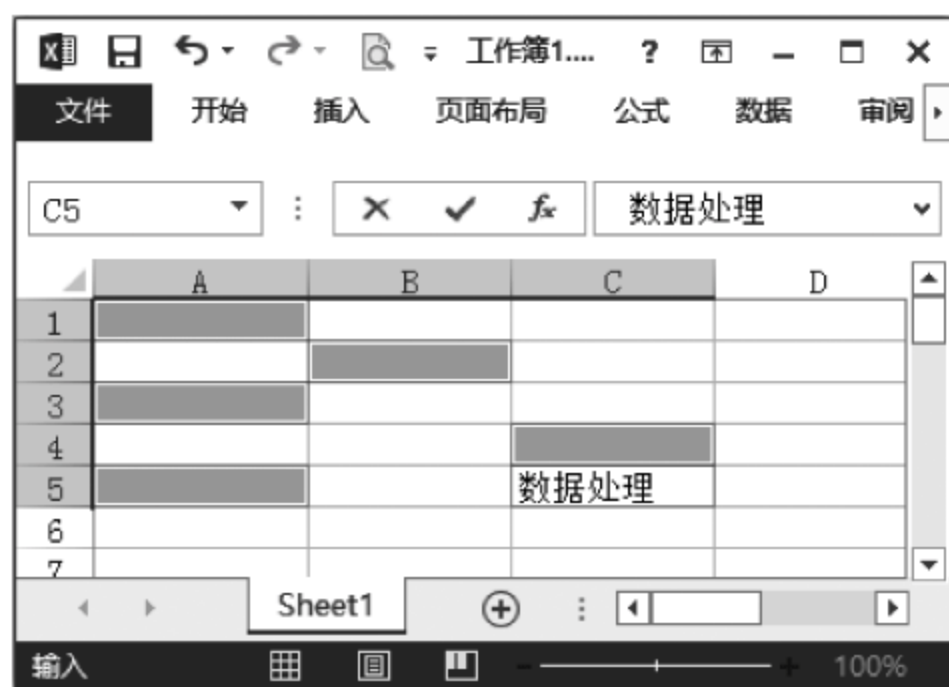 工作簿1.... ?
文件 开始 插入 页面布局 公式 数据 审阅
C5 fx 数据处理
A B C D
1
2
3
4
5 数据处理
6
7
Sheet1
输入 100%